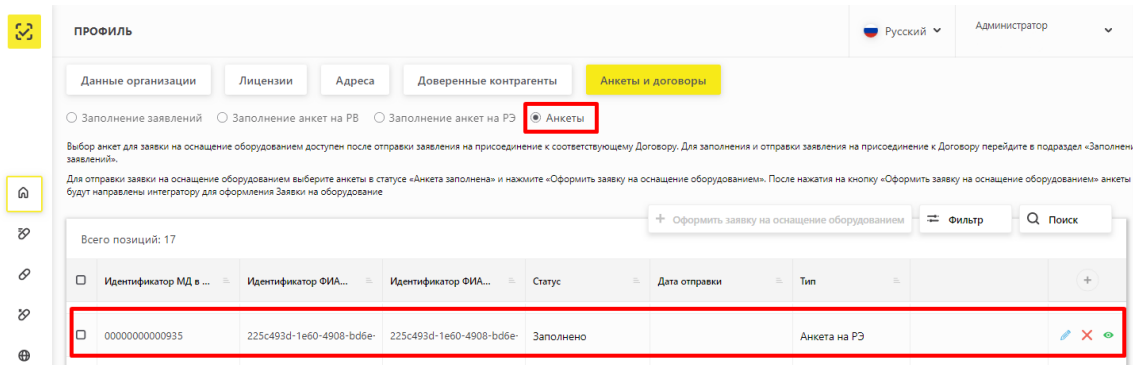 ПРОФИЛЬ
Русский
Администратор
Данные организации
Лицензии
Адреса
Доверенные контрагенты
Анкеты и договоры
Заполнение заявлений
Заполнение анкет на РВ
Заполнение анкет на РЭ
Анкеты
Выбор анкет для заявки на оснащение оборудованием доступен после отправки заявления на присоединение к соответствующему Договору. Для заполнения и отправки заявления на присоединение к Договору перейдите в подраздел «Заполнени
заявлений».
Для отправки заявки на оснащение оборудованием выберите анкеты в статусе «Анкета заполнена» и нажмите «Оформить заявку на оснащение оборудованием». После нажатия на кнопку «Оформить заявку на оснащение оборудованием» анкеты
будут направлены интегратору для оформления Заявки на оборудование
+ Оформить заявку на оснащение оборудованием
Фильтр
Поиск
Всего позиций: 17
Идентификатор МД в ...
Идентификатор ФИА...
Идентификатор ФИА...
Статус
Дата отправки
Тип
00000000000935
225c493d-1e60-4908-bd6e-
225c493d-1e60-4908-bd6e-
Заполнено
Анкета на РЭ